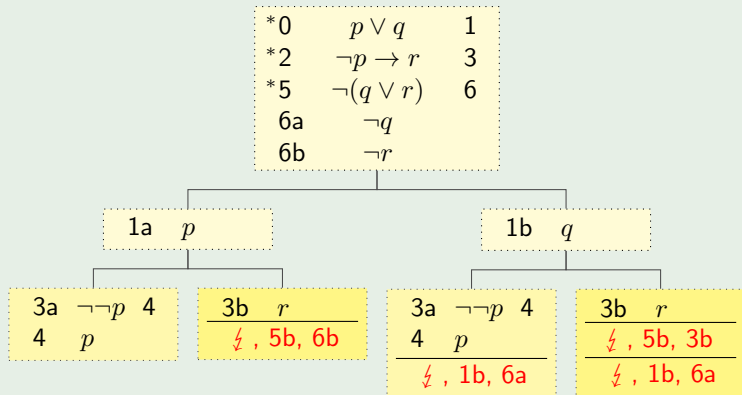 *0 p ∨ q 1
*2 ¬p → r 3
*5 ¬(q ∨ r) 6
6a ¬q
6b ¬r
1a p
1b q
3a ¬¬p 4
4 p
3b r
↯ , 5b, 6b
3a ¬¬p 4
4 p
↯ , 1b, 6a
3b r
↯ , 5b, 3b
↯ , 1b, 6a